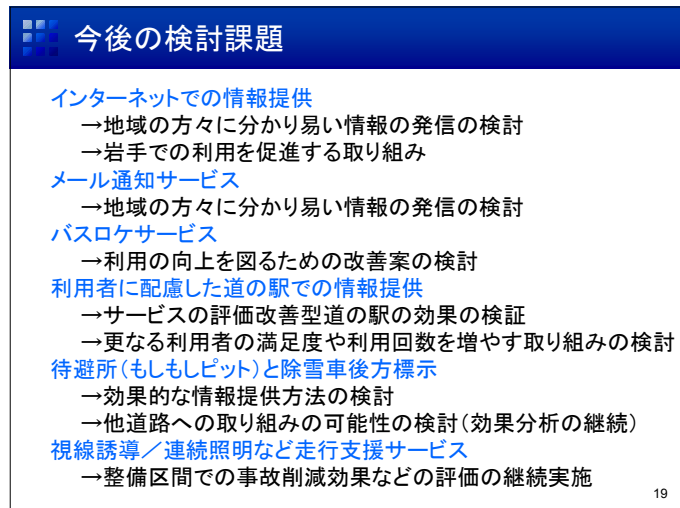 今後の検討課題
インターネットでの情報提供
→地域の方々に分かり易い情報の発信の検討
→岩手での利用を促進する取り組み
メール通知サービス
→地域の方々に分かり易い情報の発信の検討
バスロケサービス
→利用の向上を図るための改善案の検討
利用者に配慮した道の駅での情報提供
→サービスの評価改善型道の駅の効果の検証
→更なる利用者の満足度や利用回数を増やす取り組みの検討
待避所（もしもしピット）と除雪車後方標示
→効果的な情報提供方法の検討
→他道路への取り組みの可能性の検討（効果分析の継続）
視線誘導／連続照明など走行支援サービス
→整備区間での事故削減効果などの評価の継続実施
19